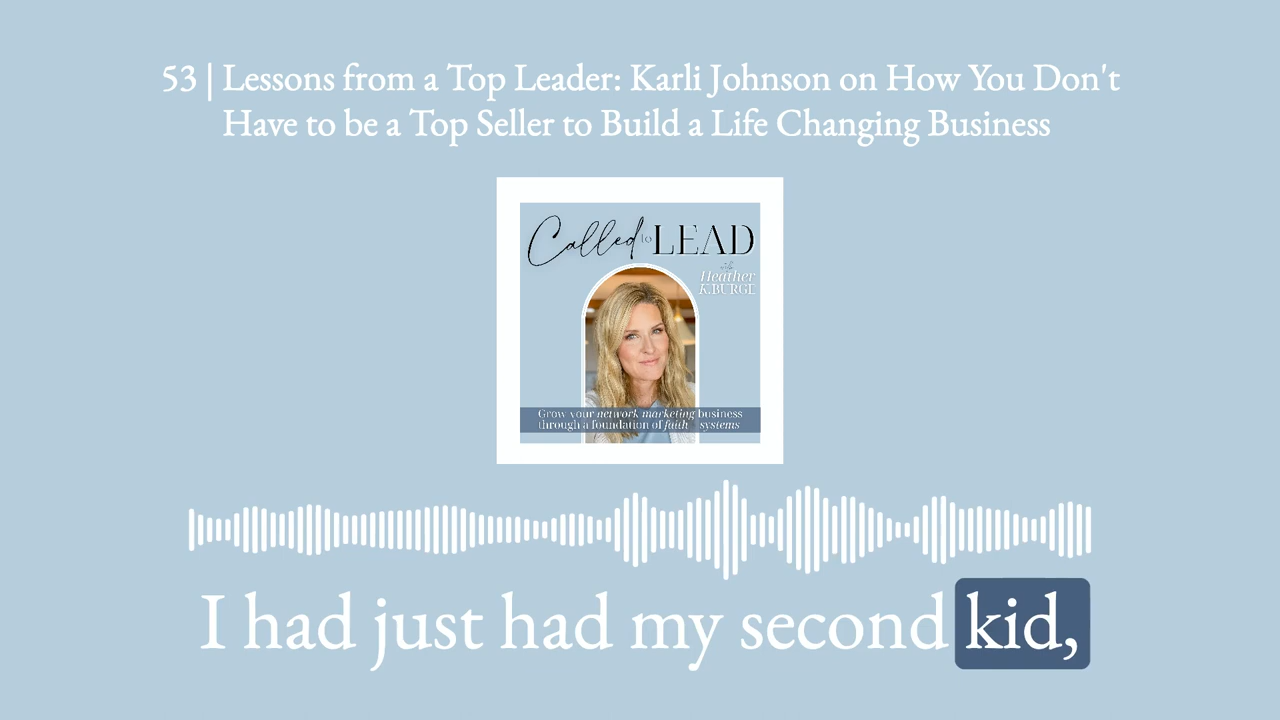 53 | Lessons from a Top Leader: Karli Johnson on How You Don't
Have to be a Top Seller to Build a Life Changing Business
Called to LEAD
with
Heather
K.BURGE
Grow your network marketing business
through a foundation of faith + systems
I had just had my second kid,